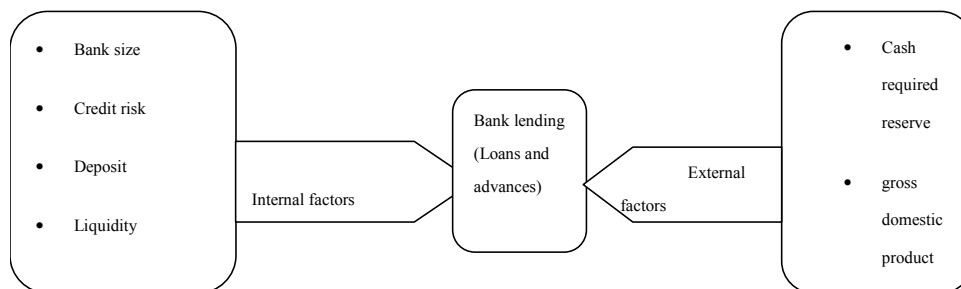 • Bank size
• Credit risk
• Deposit
• Liquidity
Internal factors
Bank lending
(Loans and
advances)
External
factors
• Cash
required
reserve
• gross
domestic
product